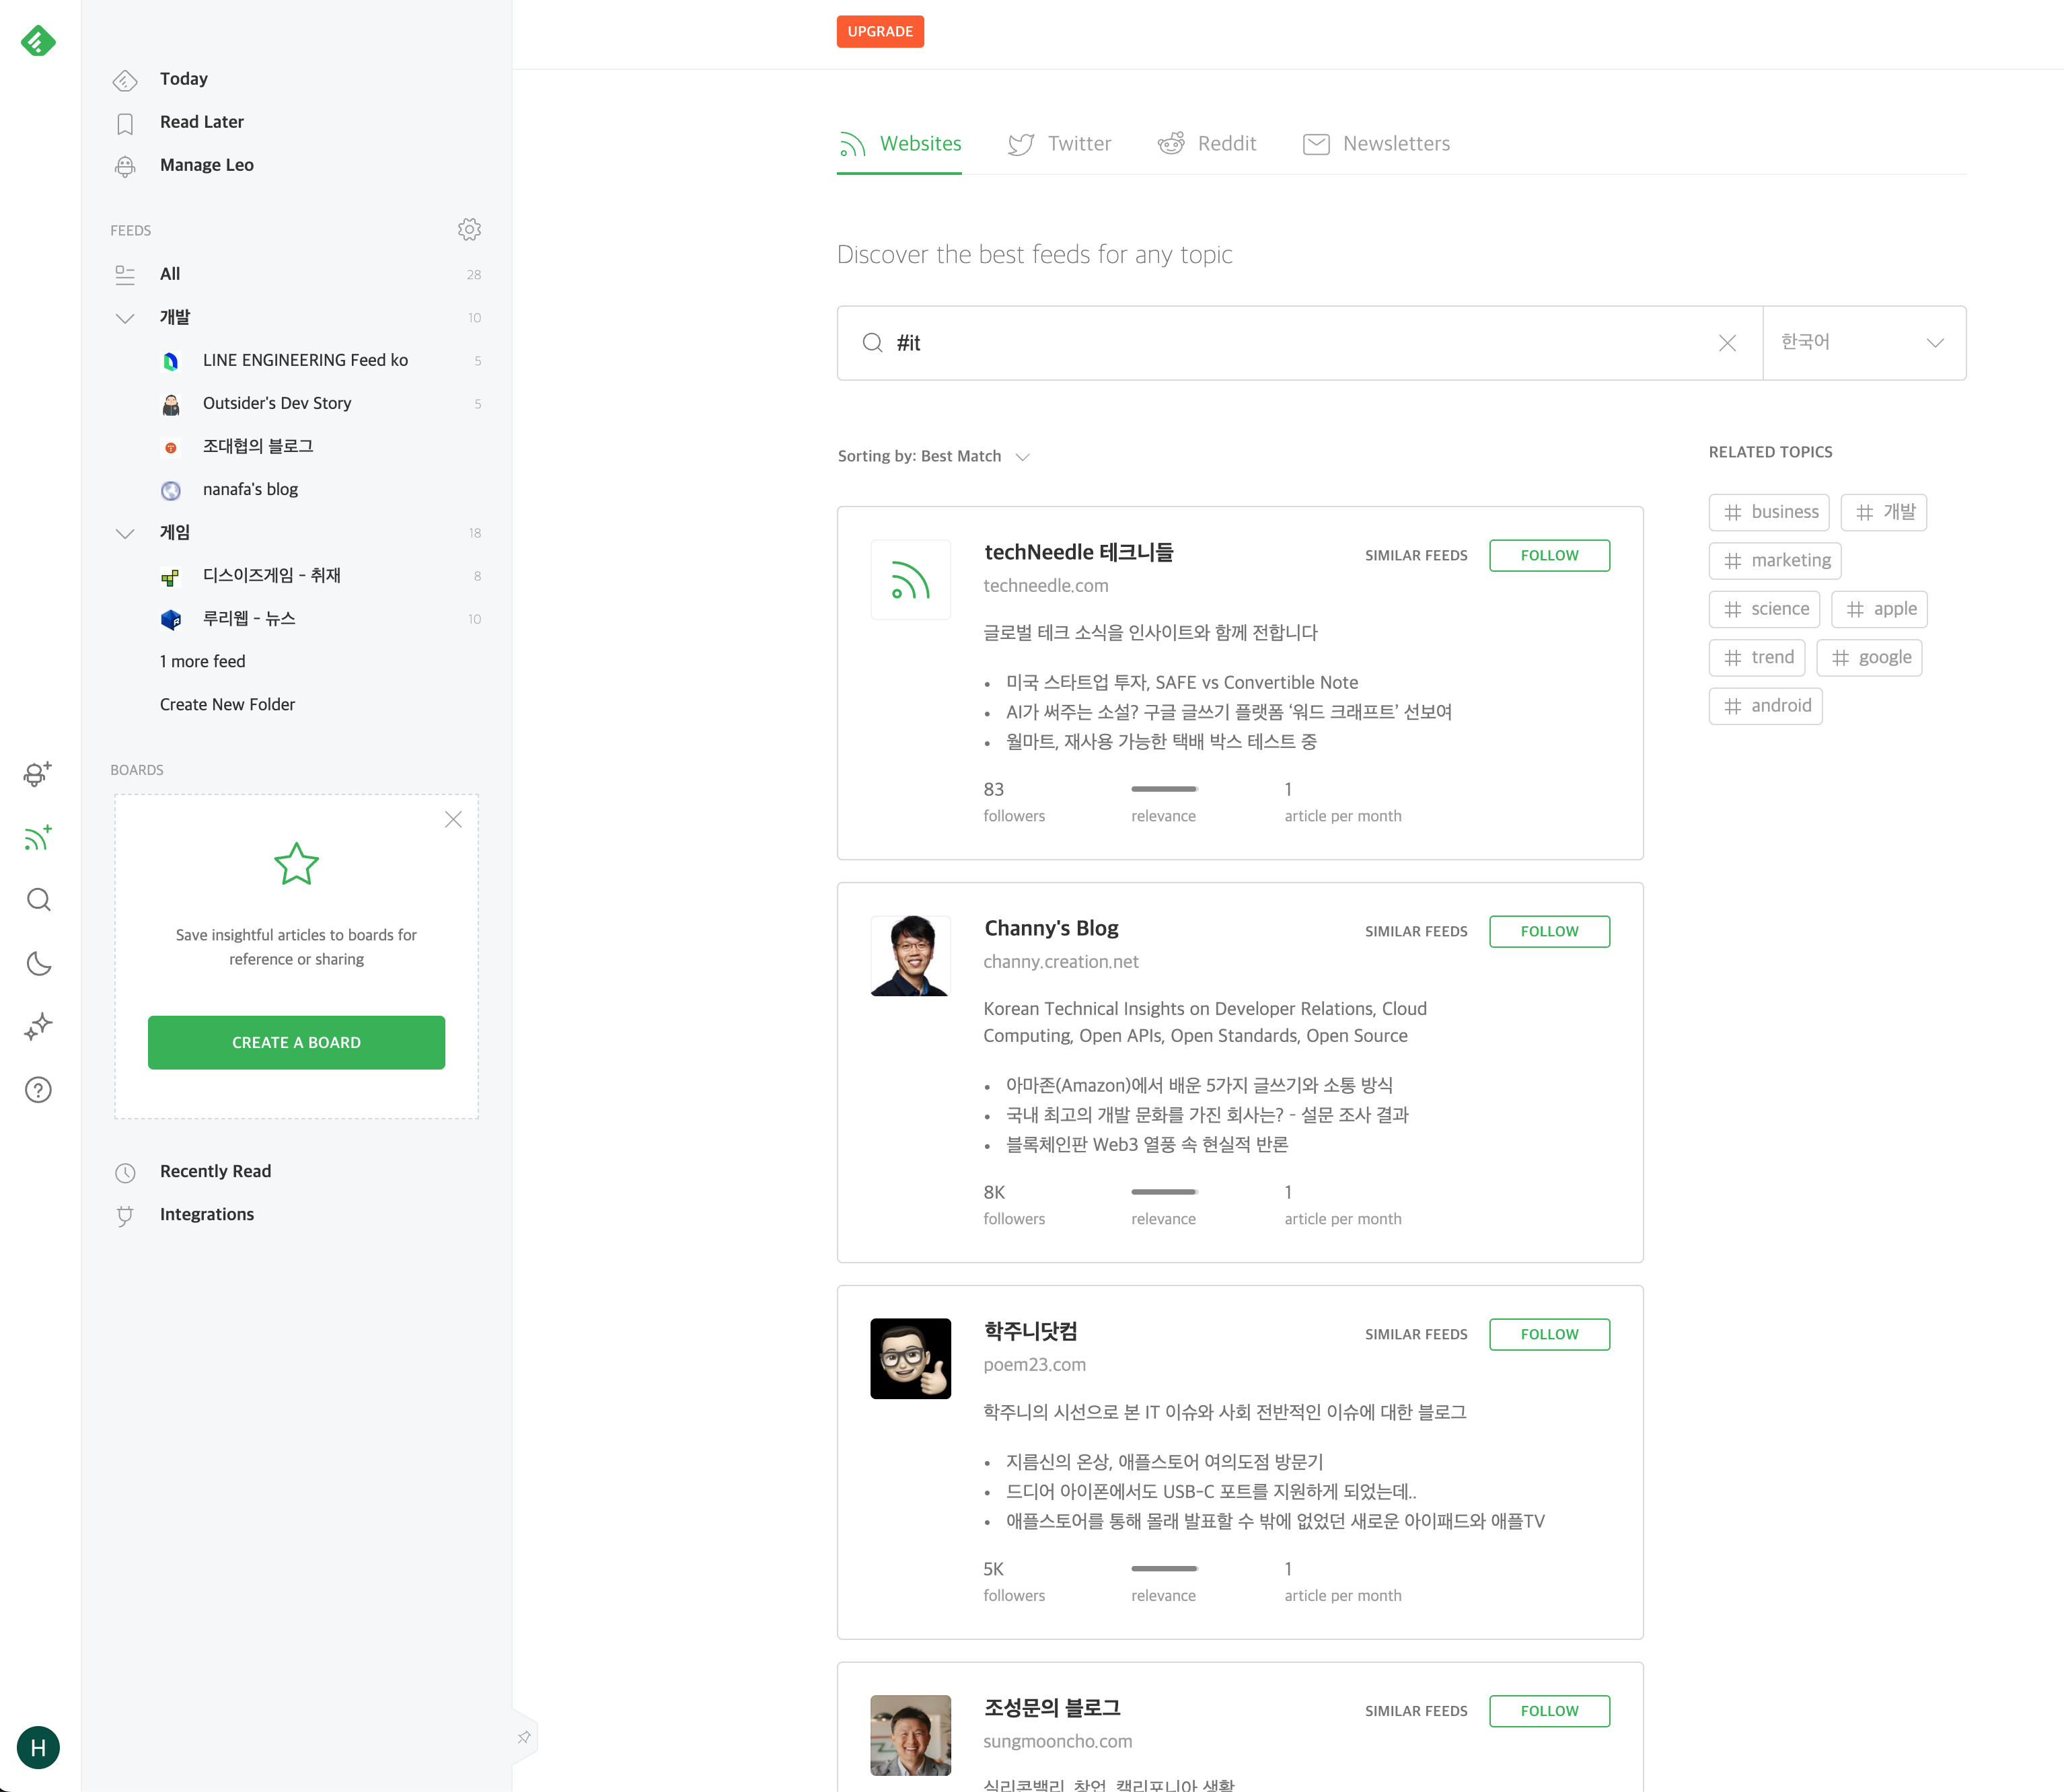 UPGRADE
Today
Read Later
Manage Leo
FEEDS
All 28
개발 10
LINE ENGINEERING Feed ko 5
Outsider's Dev Story 5
조대협의 블로그
nanafa's blog
게임 18
디스이즈게임 - 취재 8
루리웹 - 뉴스 10
1 more feed
Create New Folder
BOARDS
Save insightful articles to boards for
reference or sharing
CREATE A BOARD
Recently Read
Integrations
H
Websites Twitter Reddit Newsletters
Discover the best feeds for any topic
#it 한국어
Sorting by: Best Match
techNeedle 테크니들 SIMILAR FEEDS FOLLOW
techneedle.com
글로벌 테크 소식을 인사이트와 함께 전합니다
• 미국 스타트업 투자, SAFE vs Convertible Note
• AI가 써주는 소설? 구글 글쓰기 플랫폼 ‘워드 크래프트’ 선보여
• 월마트, 재사용 가능한 택배 박스 테스트 중
83 1
followers relevance article per month
Channy's Blog SIMILAR FEEDS FOLLOW
channy.creation.net
Korean Technical Insights on Developer Relations, Cloud
Computing, Open APIs, Open Standards, Open Source
• 아마존(Amazon)에서 배운 5가지 글쓰기와 소통 방식
• 국내 최고의 개발 문화를 가진 회사는? - 설문 조사 결과
• 블록체인판 Web3 열풍 속 현실적 반론
8K 1
followers relevance article per month
학주니닷컴 SIMILAR FEEDS FOLLOW
poem23.com
학주니의 시선으로 본 IT 이슈와 사회 전반적인 이슈에 대한 블로그
• 지름신의 온상, 애플스토어 여의도점 방문기
• 드디어 아이폰에서도 USB-C 포트를 지원하게 되었는데..
• 애플스토어를 통해 몰래 발표할 수 밖에 없었던 새로운 아이패드와 애플TV
5K 1
followers relevance article per month
조성문의 블로그 SIMILAR FEEDS FOLLOW
sungmooncho.com
실리콘밸리, 창업, 캘리포니아 생활
RELATED TOPICS
# business # 개발
# marketing
# science # apple
# trend # google
# android